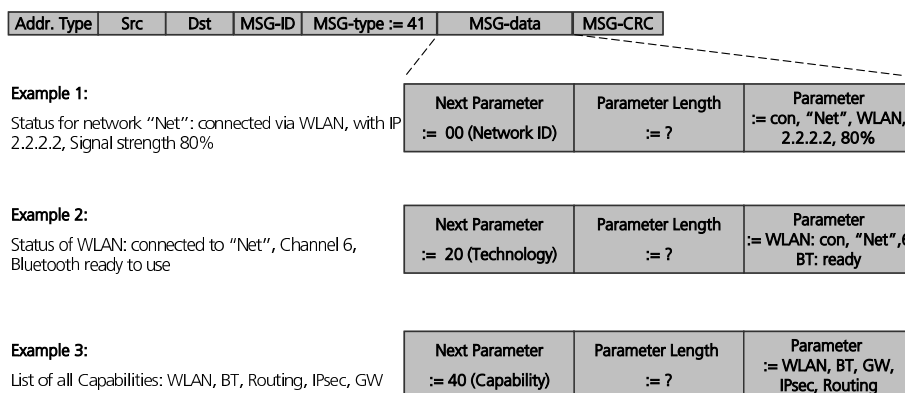 Addr. Type Src Dst MSG-ID MSG-type := 41 MSG-data MSG-CRC
Example 1:
Status for network “Net”: connected via WLAN, with IP
2.2.2.2, Signal strength 80%
Next Parameter
:= 00 (Network ID)
Parameter Length
:= ?
Parameter
:= con, “Net”, WLAN,
2.2.2.2, 80%
Example 2:
Status of WLAN: connected to “Net”, Channel 6,
Bluetooth ready to use
Next Parameter
:= 20 (Technology)
Parameter Length
:= ?
Parameter
:= WLAN: con, “Net”,6
BT: ready
Example 3:
List of all Capabilities: WLAN, BT, Routing, IPsec, GW
Next Parameter
:= 40 (Capability)
Parameter Length
:= ?
Parameter
:= WLAN, BT, GW,
IPsec, Routing